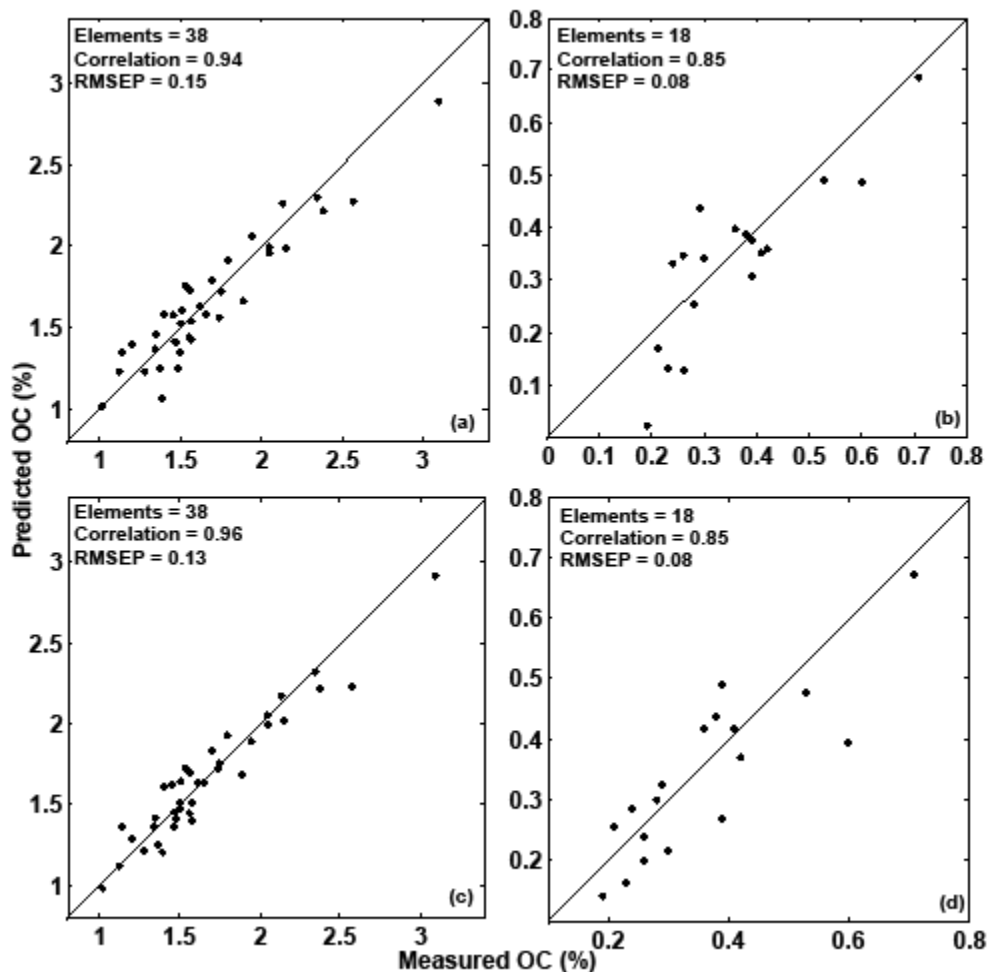 Elements = 38
Correlation = 0.94
RMSEP = 0.15
3
2.5
2
1.5
1
1 1.5 2 2.5 3
(a)
Elements = 18
Correlation = 0.85
RMSEP = 0.08
0.8
0.7
0.6
0.5
0.4
0.3
0.2
0.1
0 0.1 0.2 0.3 0.4 0.5 0.6 0.7 0.8
(b)
Predicted OC (%)
Elements = 38
Correlation = 0.96
RMSEP = 0.13
3
2.5
2
1.5
1
1 1.5 2 2.5 3
(c)
Elements = 18
Correlation = 0.85
RMSEP = 0.08
0.8
0.7
0.6
0.5
0.4
0.3
0.2
0.2 0.4 0.6 0.8
(d)
Measured OC (%)